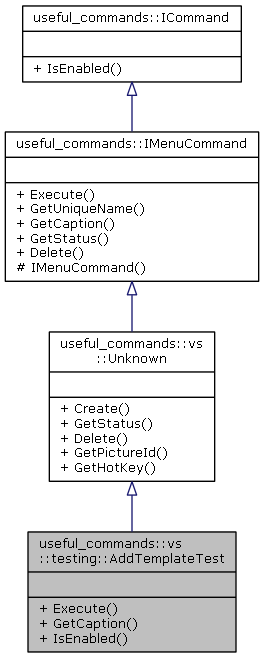 useful_commands::ICommand
+ IsEnabled()
useful_commands::IMenuCommand
+ Execute()
+ GetUniqueName()
+ GetCaption()
+ GetStatus()
+ Delete()
# IMenuCommand()
useful_commands::vs
::Unknown
+ Create()
+ GetStatus()
+ Delete()
+ GetPictureId()
+ GetHotKey()
useful_commands::vs
::testing::AddTemplateTest
+ Execute()
+ GetCaption()
+ IsEnabled()